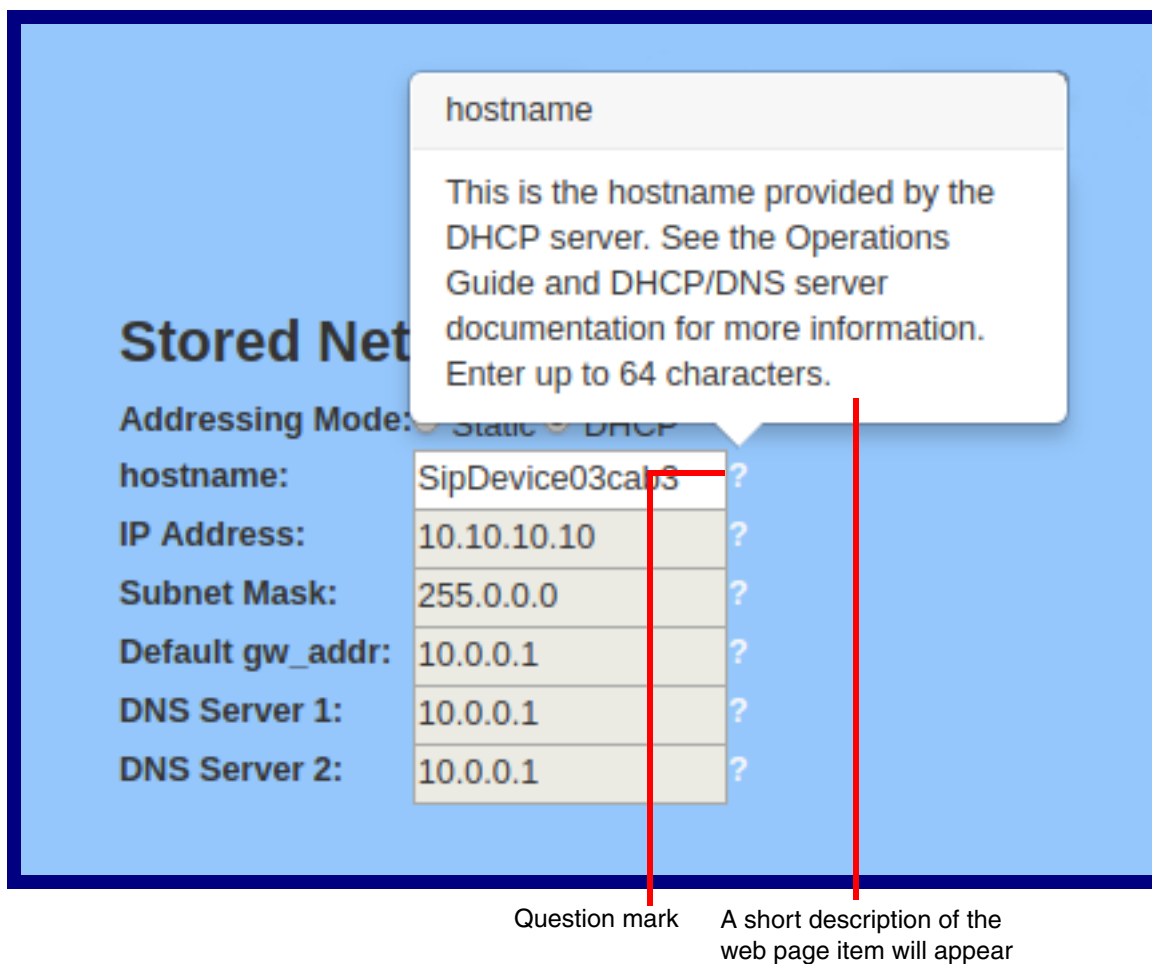 hostname
This is the hostname provided by the
DHCP server. See the Operations
Guide and DHCP/DNS server
documentation for more information.
Enter up to 64 characters.
Stored Net
Addressing Mode: Static DHCP
hostname: SipDevice03cab3 ?
IP Address: 10.10.10.10 ?
Subnet Mask: 255.0.0.0 ?
Default gw_addr: 10.0.0.1 ?
DNS Server 1: 10.0.0.1 ?
DNS Server 2: 10.0.0.1 ?
Question mark
A short description of the
web page item will appear